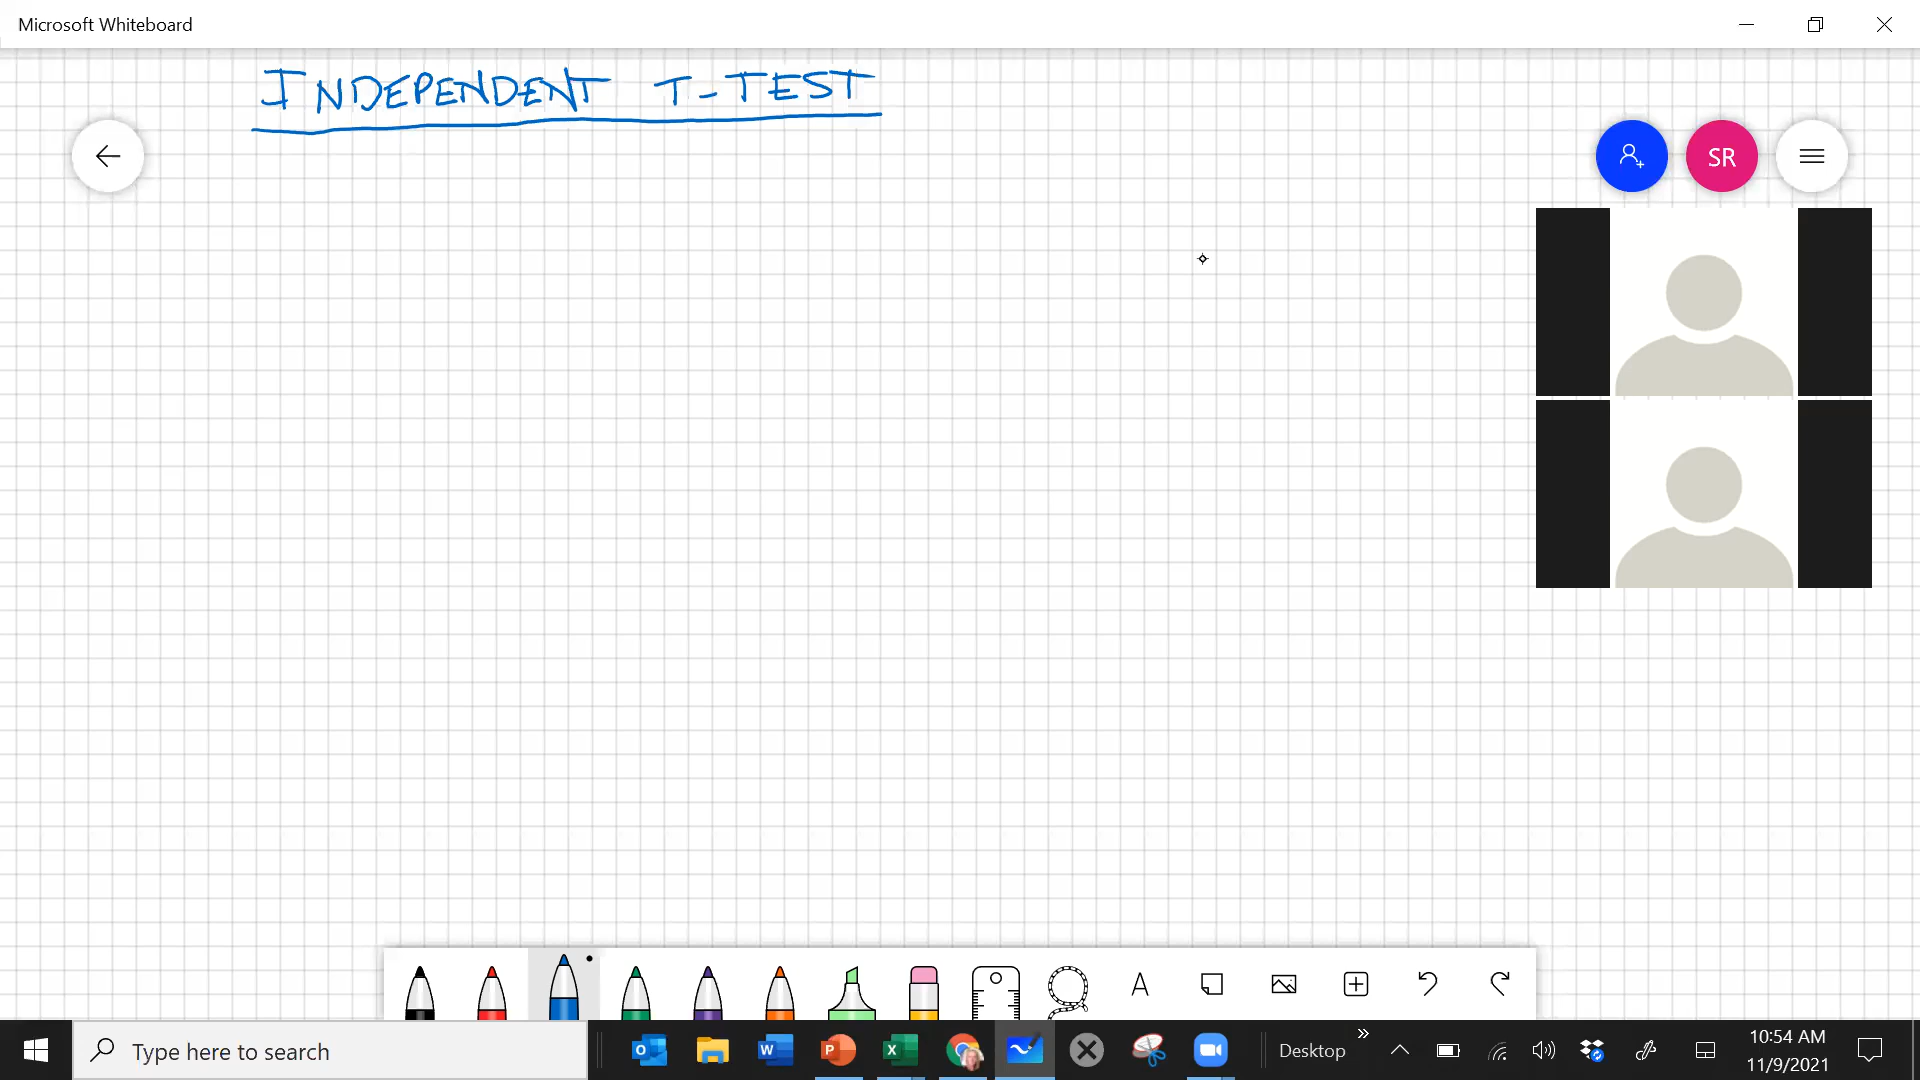 Microsoft Whiteboard
INDEPENDENT T-TEST
SR
A
Type here to search
O
W
P
X
Desktop
10:54 AM
11/9/2021